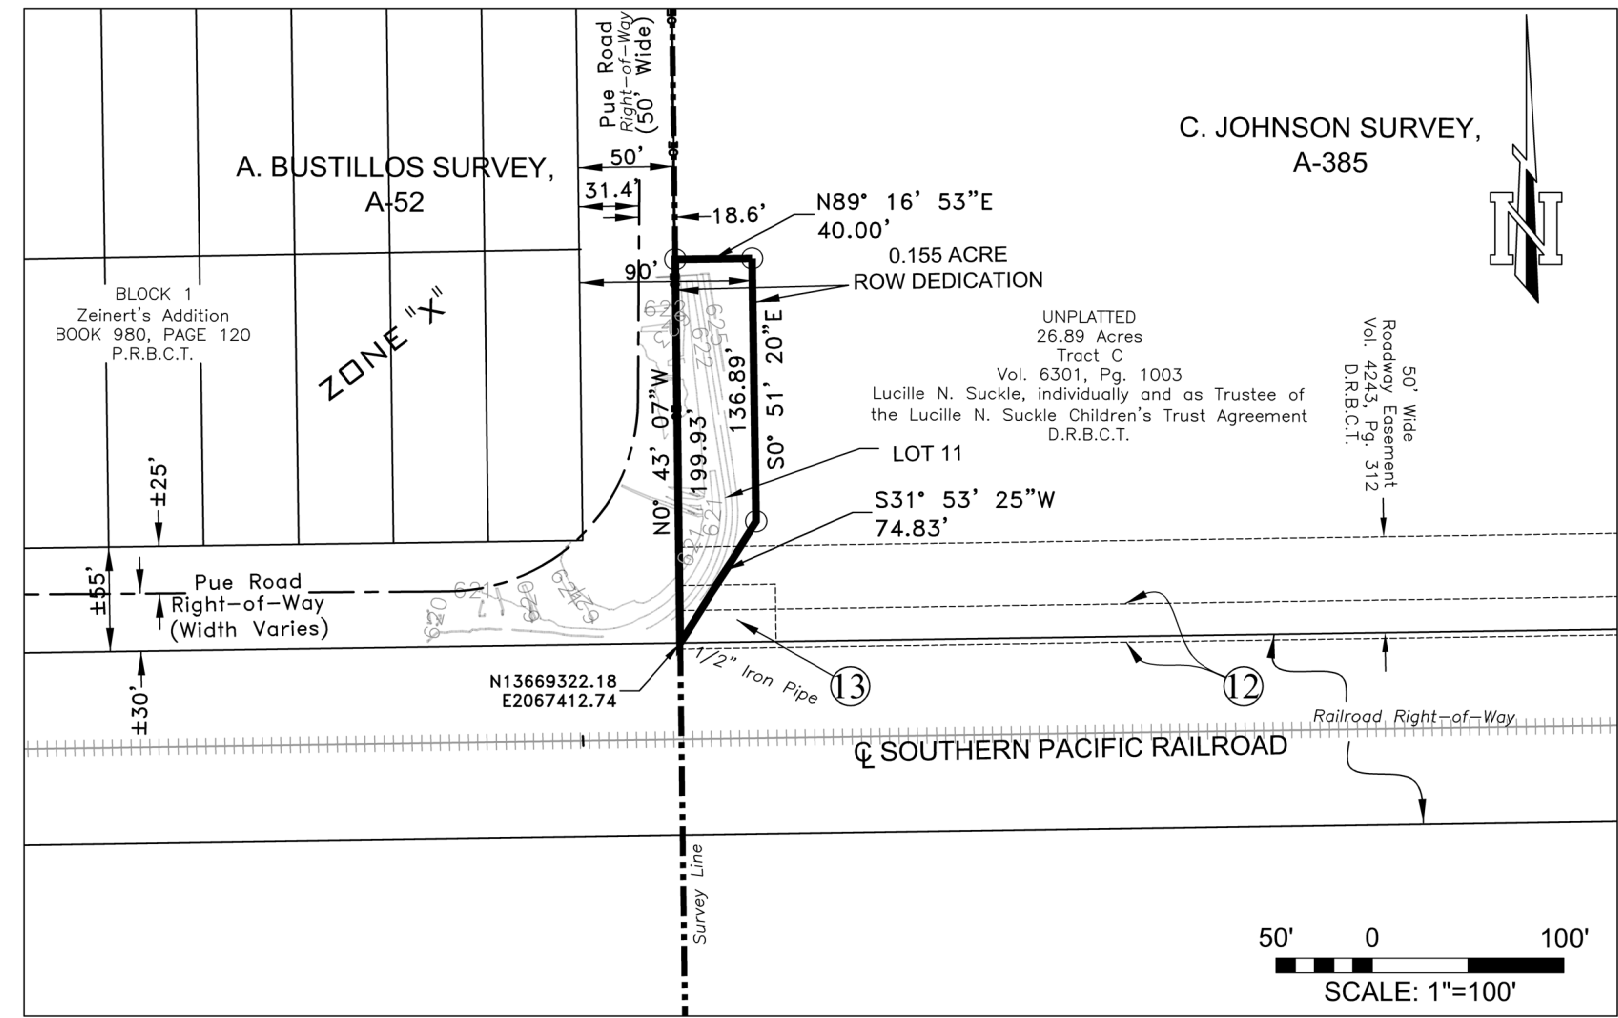 Pue Road
Right-of-Way
(50' Wide)
C. JOHNSON SURVEY,
A-385
N
A. BUSTILLOS SURVEY,
A-52
50'
31.4'
18.6'
N89° 16' 53"E
40.00'
0.155 ACRE
ROW DEDICATION
90'
BLOCK 1
Zeinert's Addition
BOOK 980, PAGE 120
P.R.B.C.T.
ZONE "X"
625
622
N0° 43' 07"W
199.93'
136.89'
S0° 51' 20"E
UNPLATTED
26.89 Acres
Tract C
Vol. 6301, Pg. 1003
Lucille N. Suckle, individually and as Trustee of
the Lucille N. Suckle Children's Trust Agreement
D.R.B.C.T.
50' Wide
Roadway Easement
Vol. 4243, Pg. 312
D.R.B.C.T.
LOT 11
S31° 53' 25"W
74.83'
±25'
621
621
±55'
Pue Road
Right-of-Way
(Width Varies)
621
620
±30'
1/2" Iron Pipe
N13669322.18
E2067412.74
13
12
Railroad Right-of-Way
℄ SOUTHERN PACIFIC RAILROAD
Survey Line
50' 0 100'
SCALE: 1"=100'